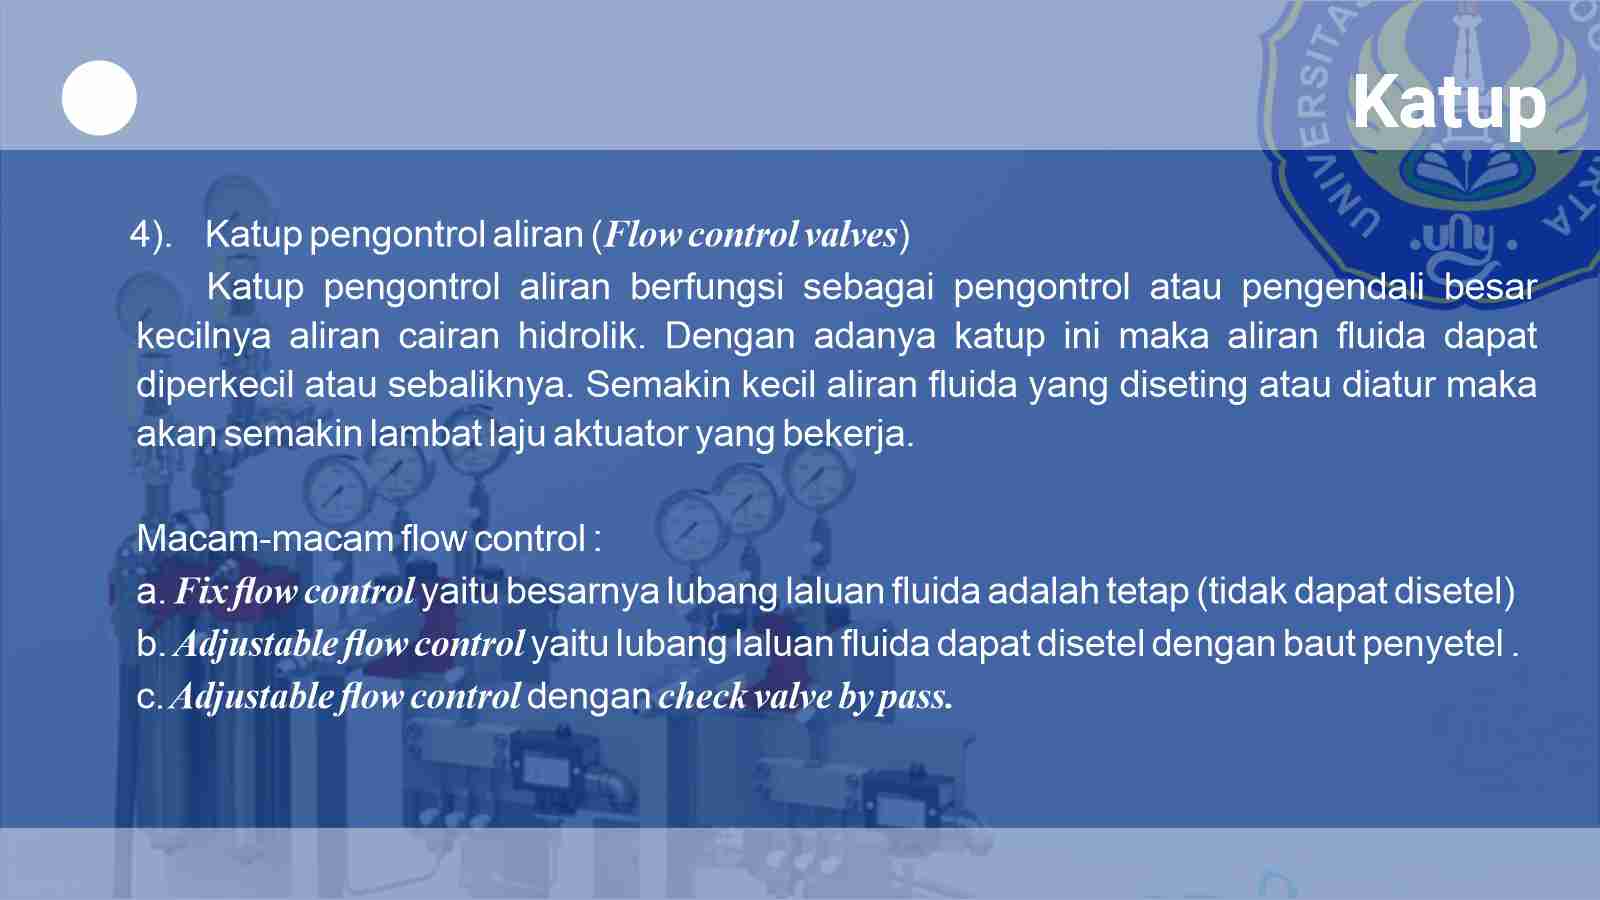 Katup
UNIVERSITAS
RTA
uny
4). Katup pengontrol aliran (Flow control valves)
Katup pengontrol aliran berfungsi sebagai pengontrol atau pengendali besar
kecilnya aliran cairan hidrolik. Dengan adanya katup ini maka aliran fluida dapat
diperkecil atau sebaliknya. Semakin kecil aliran fluida yang diseting atau diatur maka
akan semakin lambat laju aktuator yang bekerja.
Macam-macam flow control :
a. Fix flow control yaitu besarnya lubang laluan fluida adalah tetap (tidak dapat disetel)
b. Adjustable flow control yaitu lubang laluan fluida dapat disetel dengan baut penyetel .
c. Adjustable flow control dengan check valve by pass.